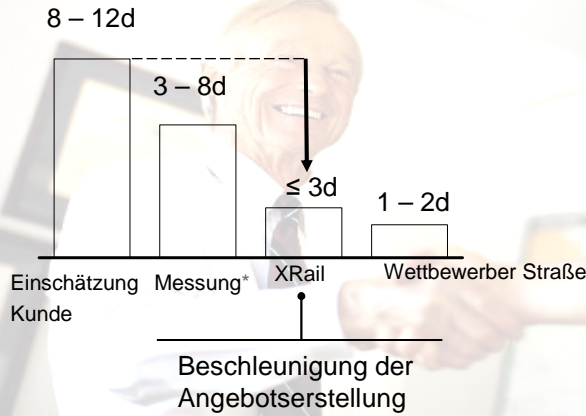 8 – 12d
3 – 8d
≤ 3d
1 – 2d
Einschätzung
Kunde
Messung*
XRail
Wettbewerber Straße
Beschleunigung der
Angebotserstellung